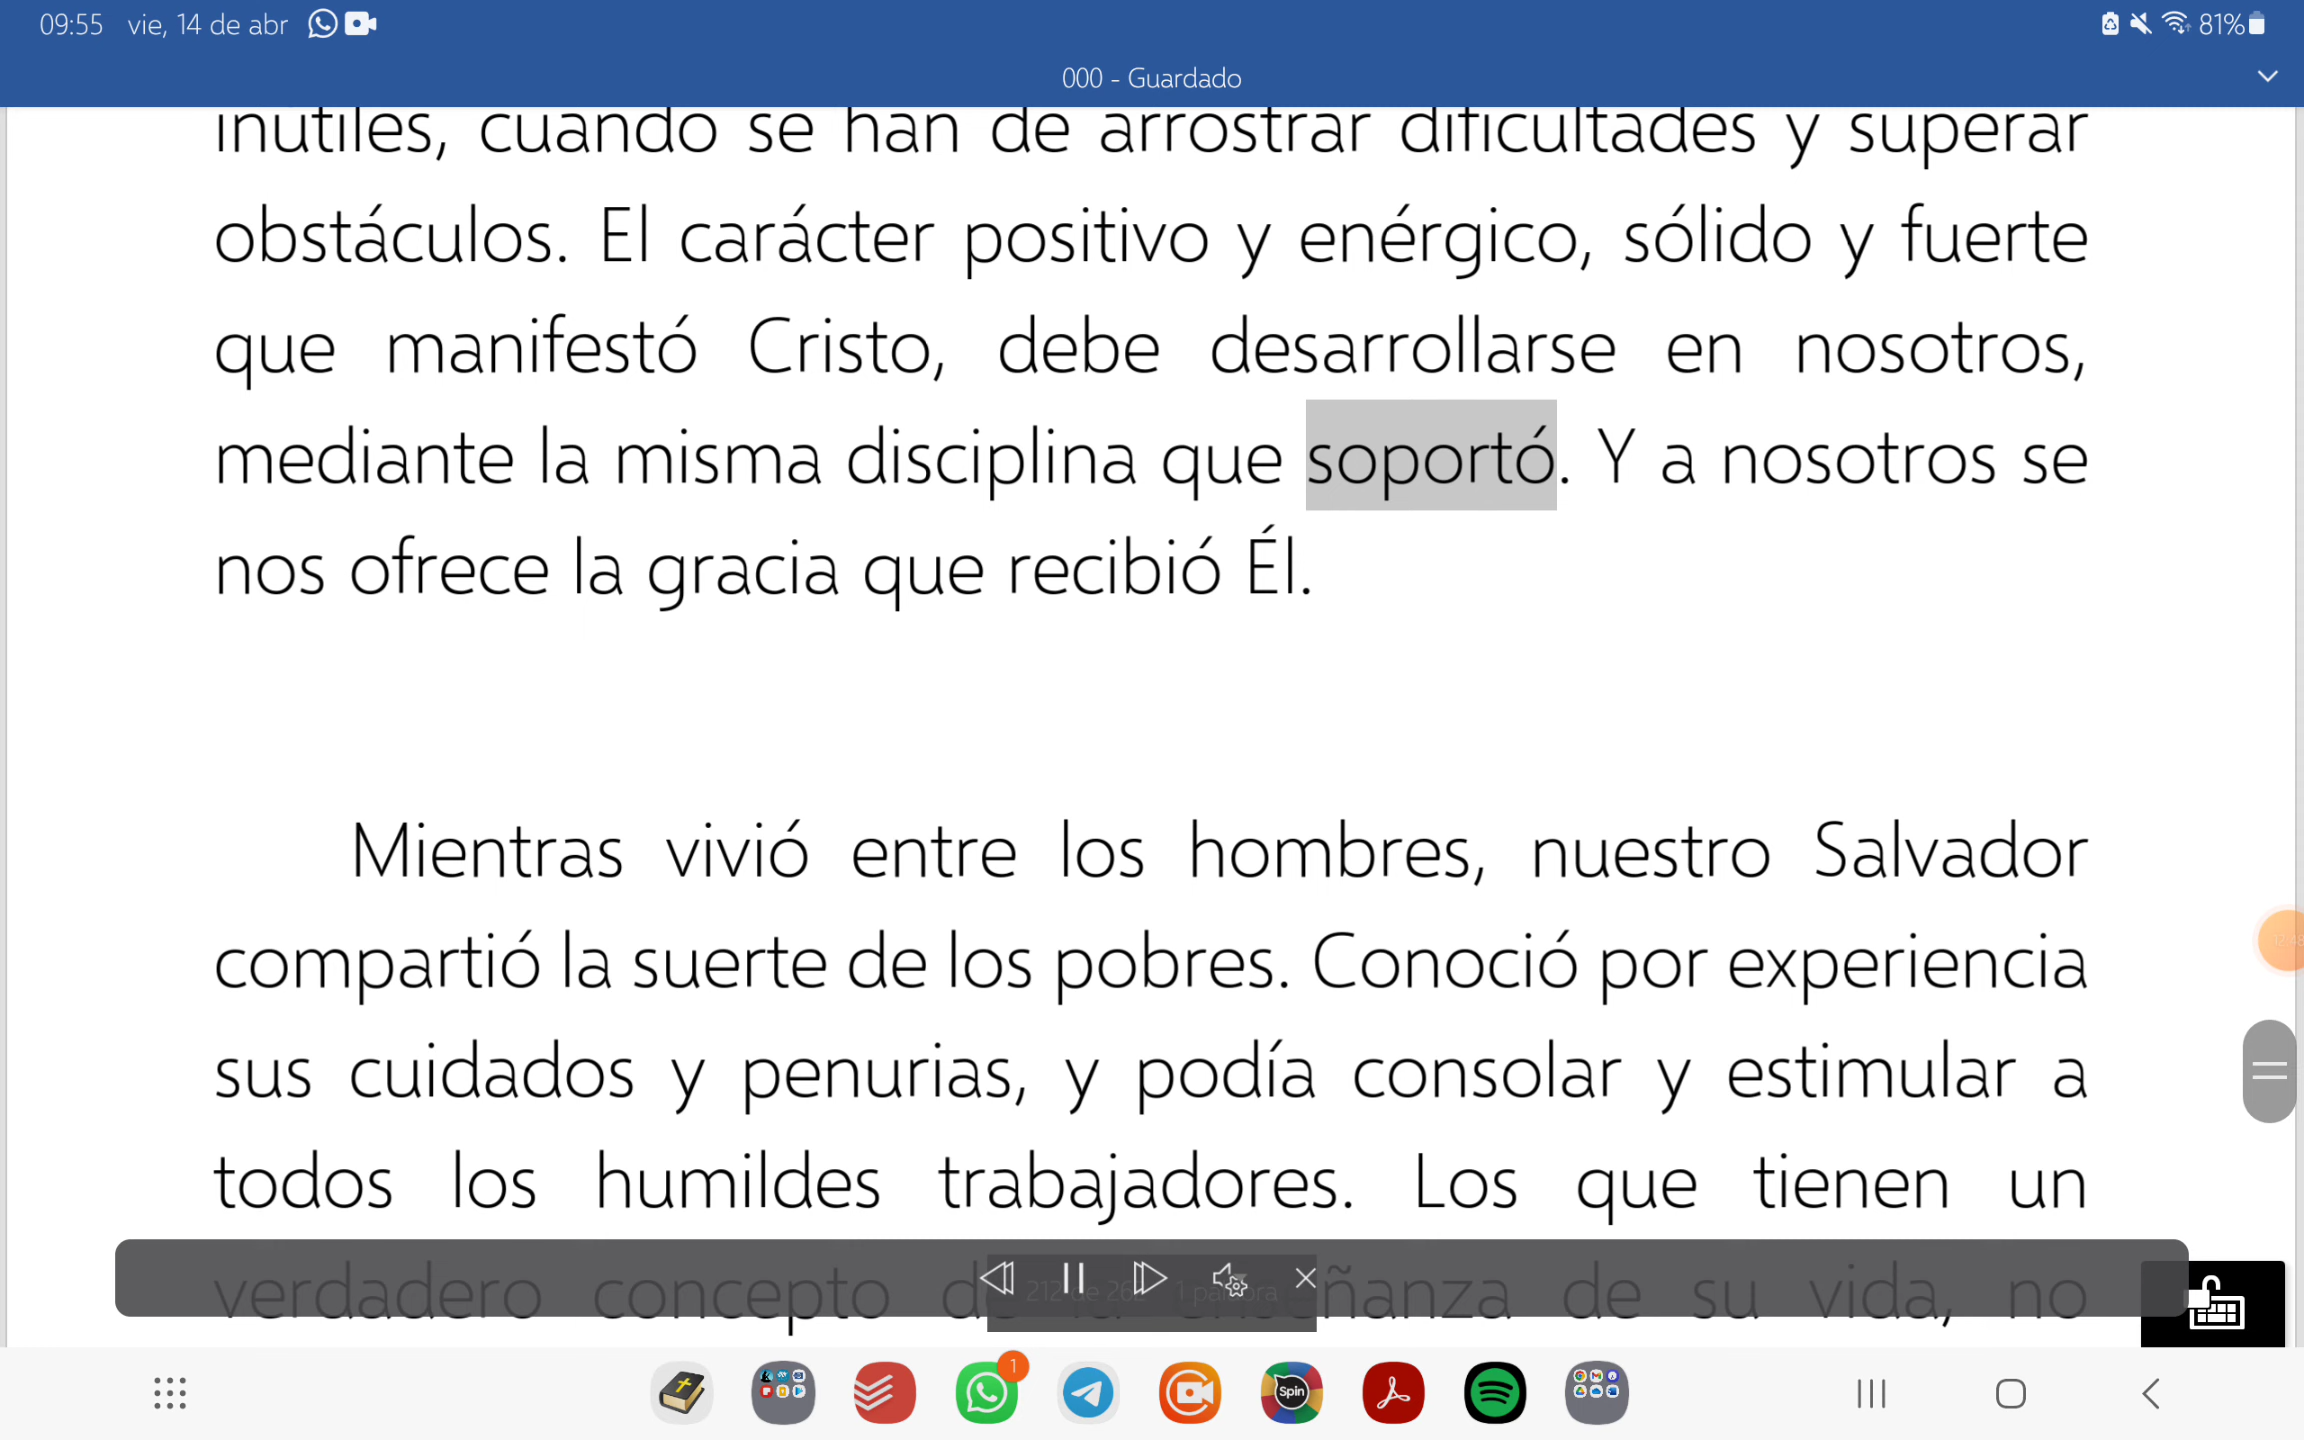 09:55 vie, 14 de abr
81%
000 - Guardado
inútiles, cuando se han de arrostrar dificultades y superar
obstáculos. El carácter positivo y enérgico, sólido y fuerte
que manifestó Cristo, debe desarrollarse en nosotros,
mediante la misma disciplina que soportó. Y a nosotros se
nos ofrece la gracia que recibió Él.
Mientras vivió entre los hombres, nuestro Salvador
compartió la suerte de los pobres. Conoció por experiencia
sus cuidados y penurias, y podía consolar y estimular a
todos los humildes trabajadores. Los que tienen un
verdadero concepto de la enseñanza de su vida, no
1
Spin